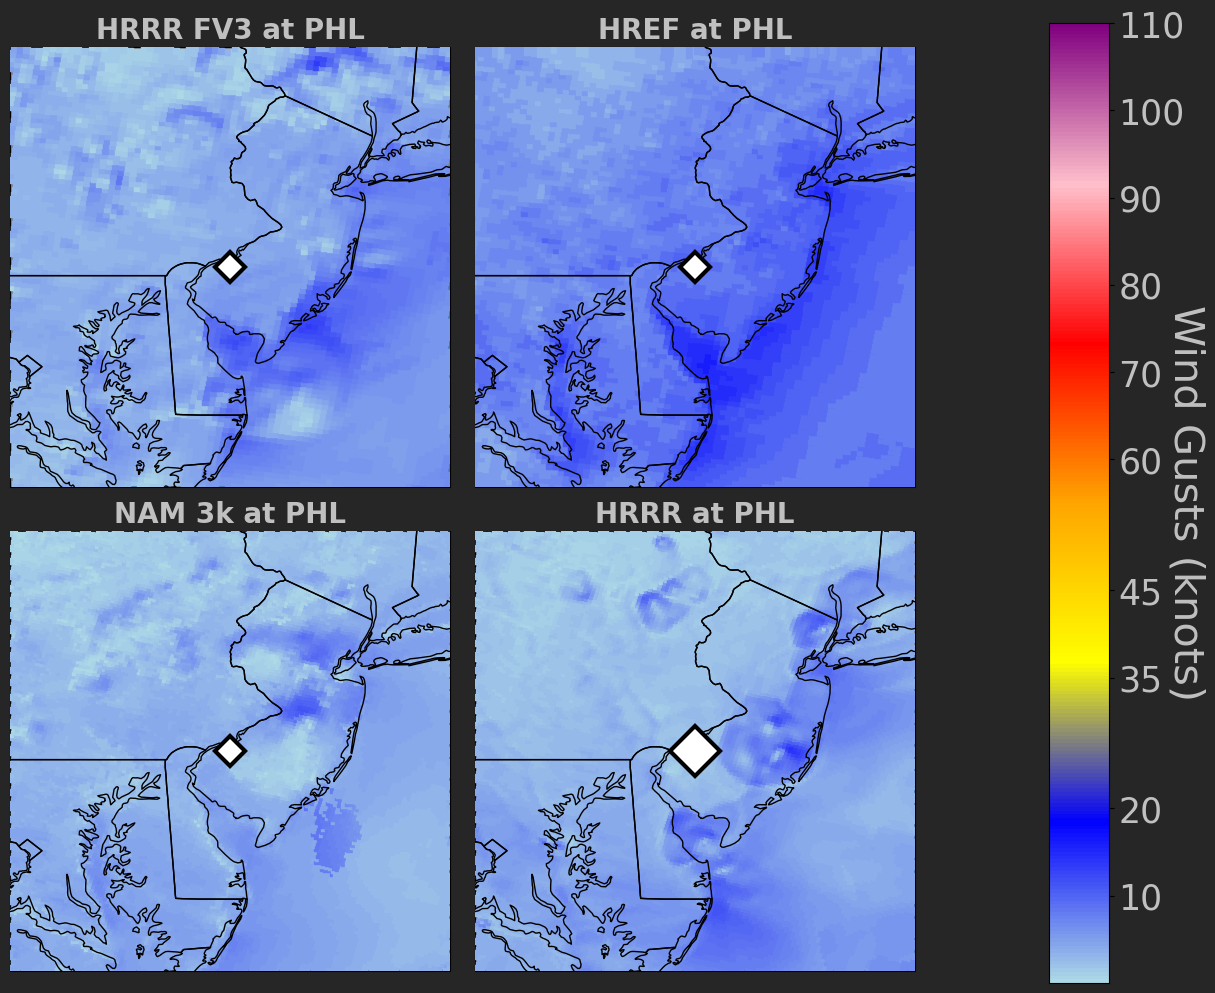 HRRR FV3 at PHL
HREF at PHL
NAM 3k at PHL
HRRR at PHL
110
100
90
80
70
60
45
35
20
10
Wind Gusts (knots)